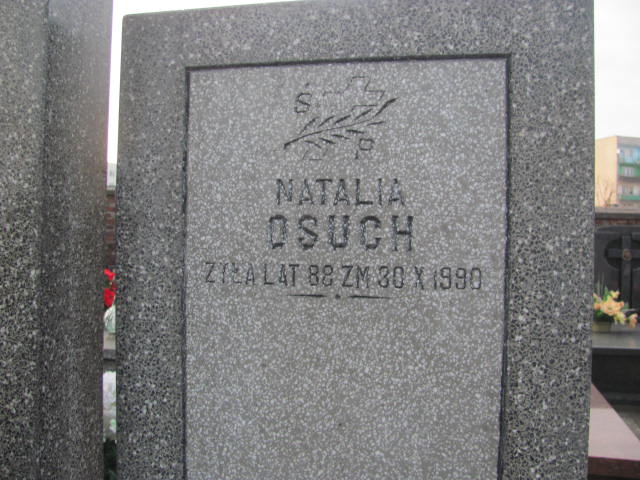 Ś
P
NATALIA
OSUCH
ŻYŁA LAT 88 ZM 30 X 1990